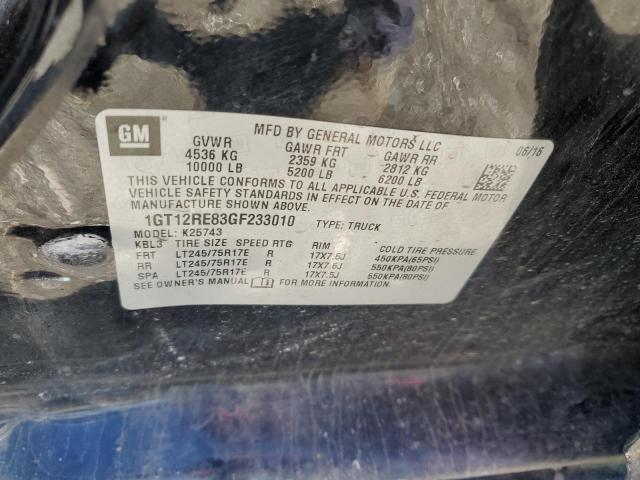 GM
MFD BY GENERAL MOTORS LLC
06/16
GVWR GAWR FRT GAWR RR
4536 KG 2359 KG 2812 KG
10000 LB 5200 LB 6200 LB
THIS VEHICLE CONFORMS TO ALL APPLICABLE U.S. FEDERAL MOTOR
VEHICLE SAFETY STANDARDS IN EFFECT ON THE DATE OF
MANUFACTURE SHOWN ABOVE.
1GT12RE83GF233010 TYPE: TRUCK
MODEL: K25743
KBL3 TIRE SIZE SPEED RTG RIM COLD TIRE PRESSURE
FRT LT245/75R17E R 17X7.5J 450KPA(65PSI)
RR LT245/75R17E R 17X7.5J 550KPA(80PSI)
SPA LT245/75R17E R 17X7.5J 550KPA(80PSI)
SEE OWNER'S MANUAL FOR MORE INFORMATION.